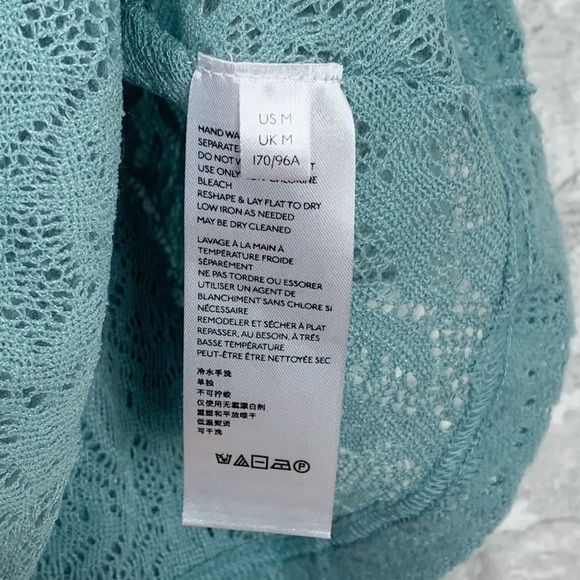 US M
UK M
170/96A
HAND WA
SEPARATE
DO NOT W
USE ONLY
BLEACH
RESHAPE & LAY FLAT TO DRY
LOW IRON AS NEEDED
MAY BE DRY CLEANED
LAVAGE À LA MAIN À
TEMPÉRATURE FROIDE
SÉPARÉMENT
NE PAS TORDRE OU ESSORER
UTILISER UN AGENT DE
BLANCHIMENT SANS CHLORE SI
NÉCESSAIRE
REMODELER ET SÉCHER À PLAT
REPASSER, AU BESOIN, À TRÈS
BASSE TEMPÉRATURE
PEUT-ÊTRE ÊTRE NETTOYÉE SEC
冷水手洗
单独
不可拧绞
仅使用无氯漂白剂
重塑和平放晾干
低温熨烫
可干洗